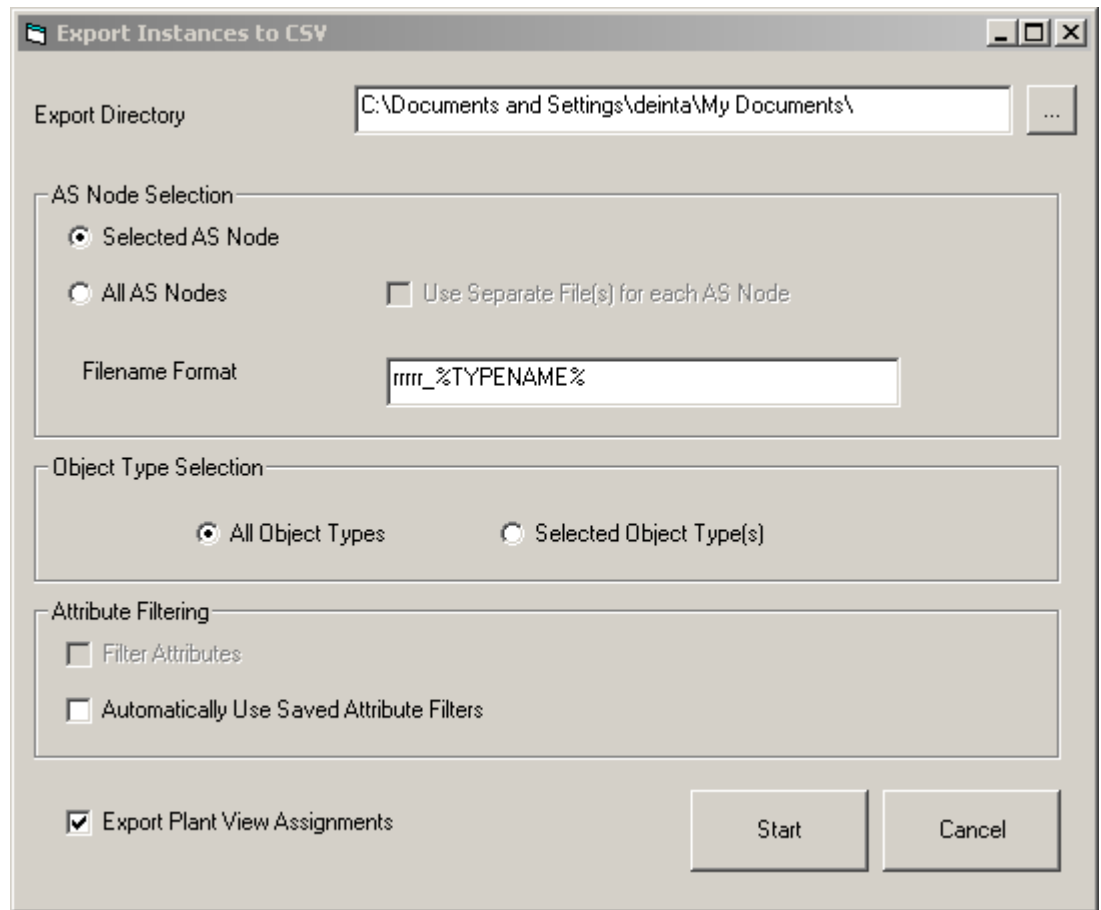 Export Instances to CSV
Export Directory
C:\Documents and Settings\deinta\My Documents\
...
AS Node Selection
Selected AS Node
All AS Nodes
Use Separate File(s) for each AS Node
Filename Format
rrrrr_%TYPENAME%
Object Type Selection
All Object Types
Selected Object Type(s)
Attribute Filtering
Filter Attributes
Automatically Use Saved Attribute Filters
Export Plant View Assignments
Start
Cancel